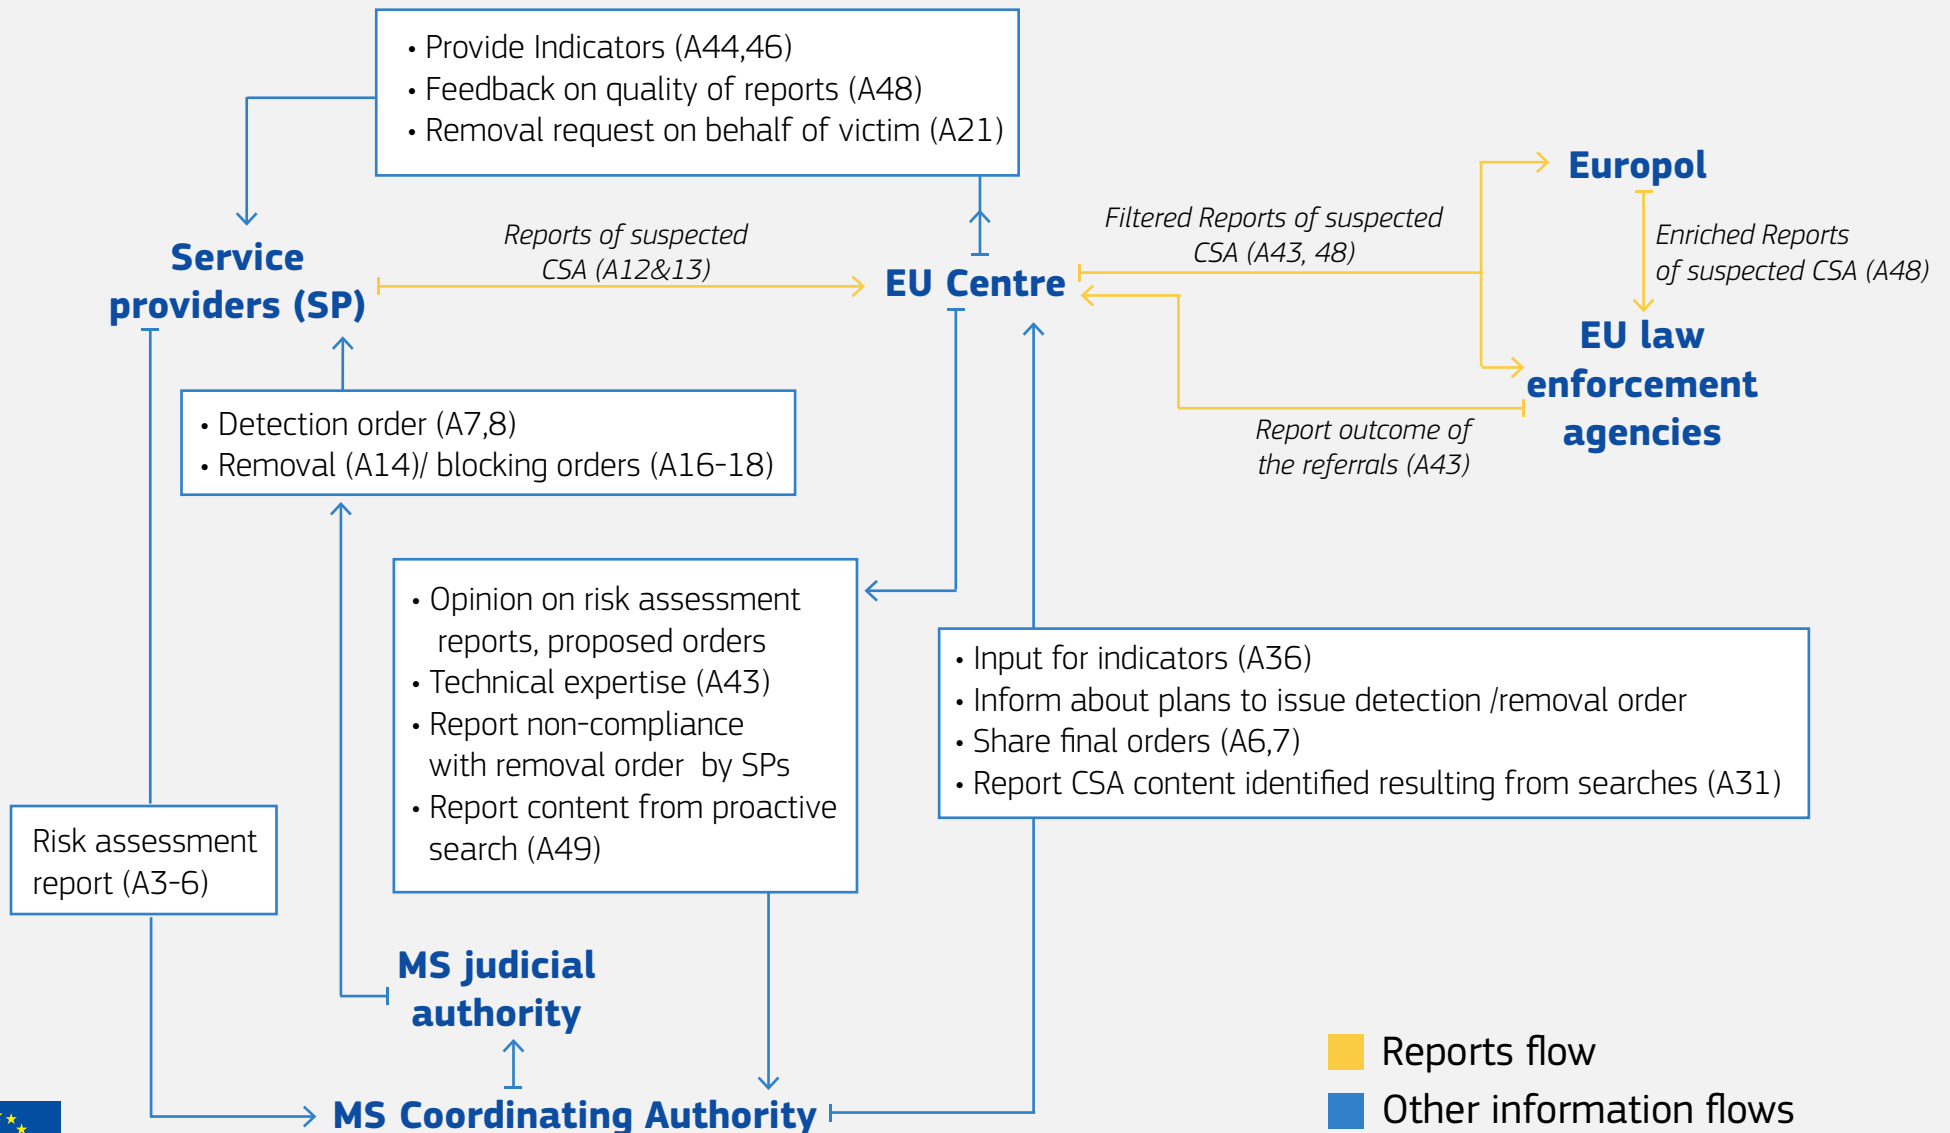 • Provide Indicators (A44,46)
• Feedback on quality of reports (A48)
• Removal request on behalf of victim (A21)
Service
providers (SP)
Reports of suspected
CSA (A12&13)
EU Centre
Filtered Reports of suspected
CSA (A43, 48)
Europol
Enriched Reports
of suspected CSA (A48)
EU law
enforcement
agencies
Report outcome of
the referrals (A43)
• Detection order (A7,8)
• Removal (A14)/ blocking orders (A16-18)
• Opinion on risk assessment
reports, proposed orders
• Technical expertise (A43)
• Report non-compliance
with removal order by SPs
• Report content from proactive
search (A49)
• Input for indicators (A36)
• Inform about plans to issue detection /removal order
• Share final orders (A6,7)
• Report CSA content identified resulting from searches (A31)
Risk assessment
report (A3-6)
MS judicial
authority
MS Coordinating Authority
Reports flow
Other information flows